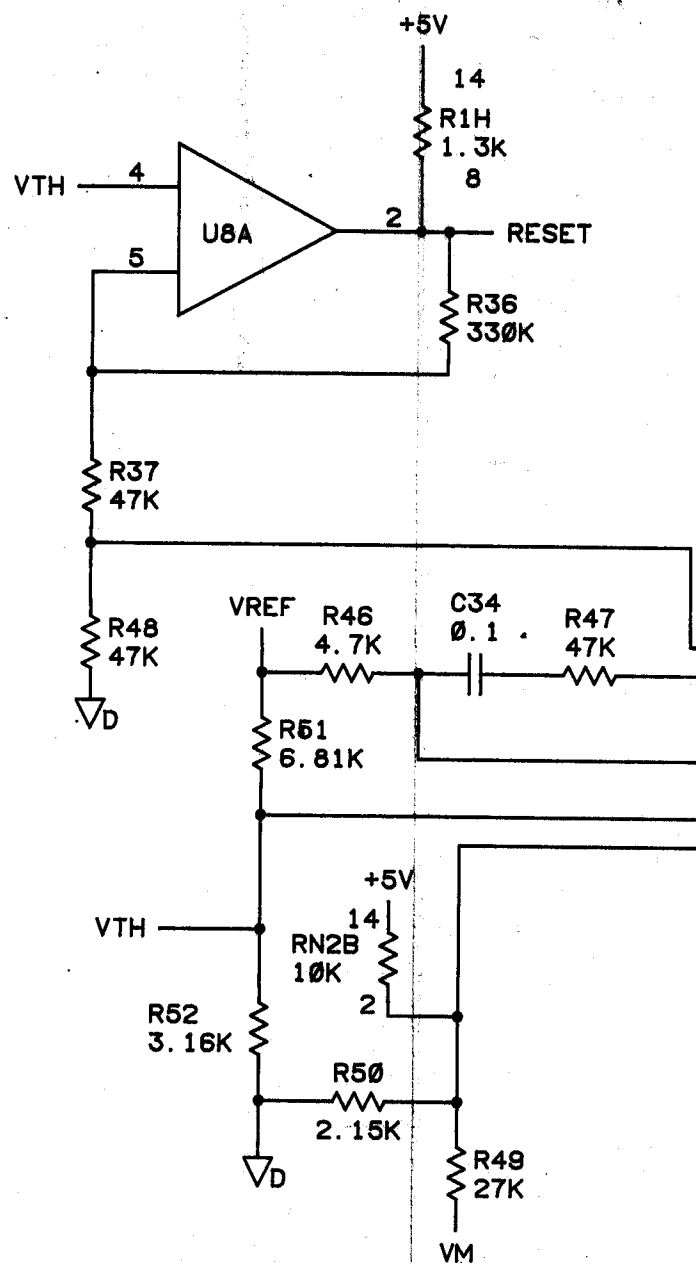 +5V
14
R1H
1.3K
8
VTH
4
U8A
2
RESET
5
R36
330K
R37
47K
R48
47K
D
VREF
R46
4.7K
C34
0.1
R47
47K
R51
6.81K
VTH
+5V
14
RN2B
10K
2
R52
3.16K
R50
2.15K
D
R49
27K
VM